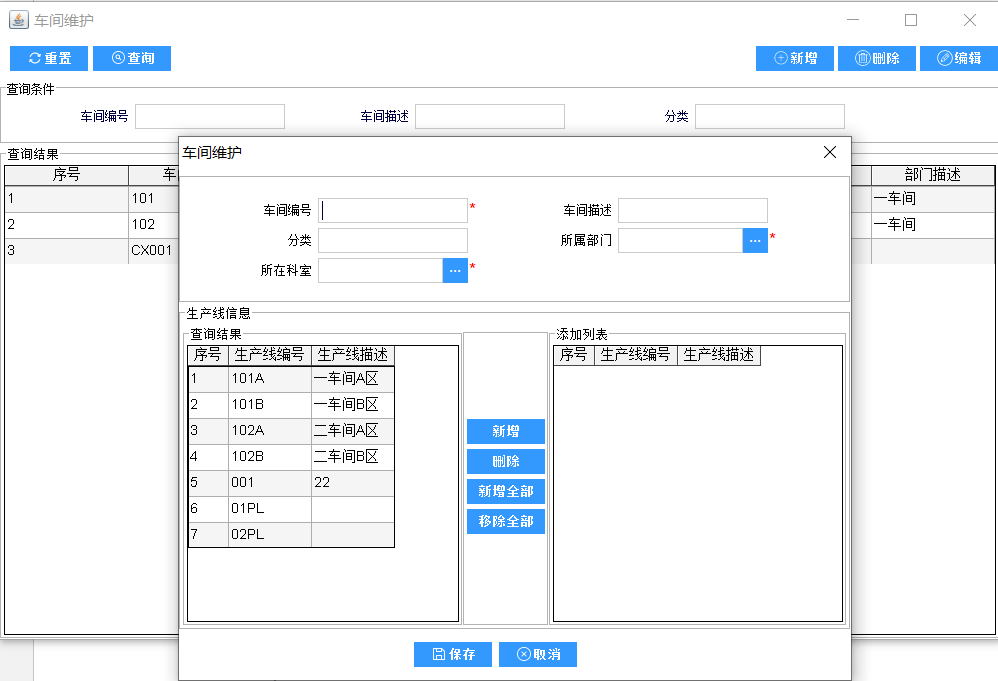 车间维护
重置 查询 新增 删除 编辑
查询条件
车间编号 车间描述 分类
查询结果
序号 车 部门描述
1 101 一车间
2 102 一车间
3 CX001
车间维护
车间编号 * 车间描述
分类 所属部门 ... *
所在科室 ... *
生产线信息
查询结果
序号 生产线编号 生产线描述
1 101A 一车间A区
2 101B 一车间B区
3 102A 二车间A区
4 102B 二车间B区
5 001 22
6 01PL
7 02PL
新增
删除
新增全部
移除全部
添加列表
序号 生产线编号 生产线描述
保存 取消